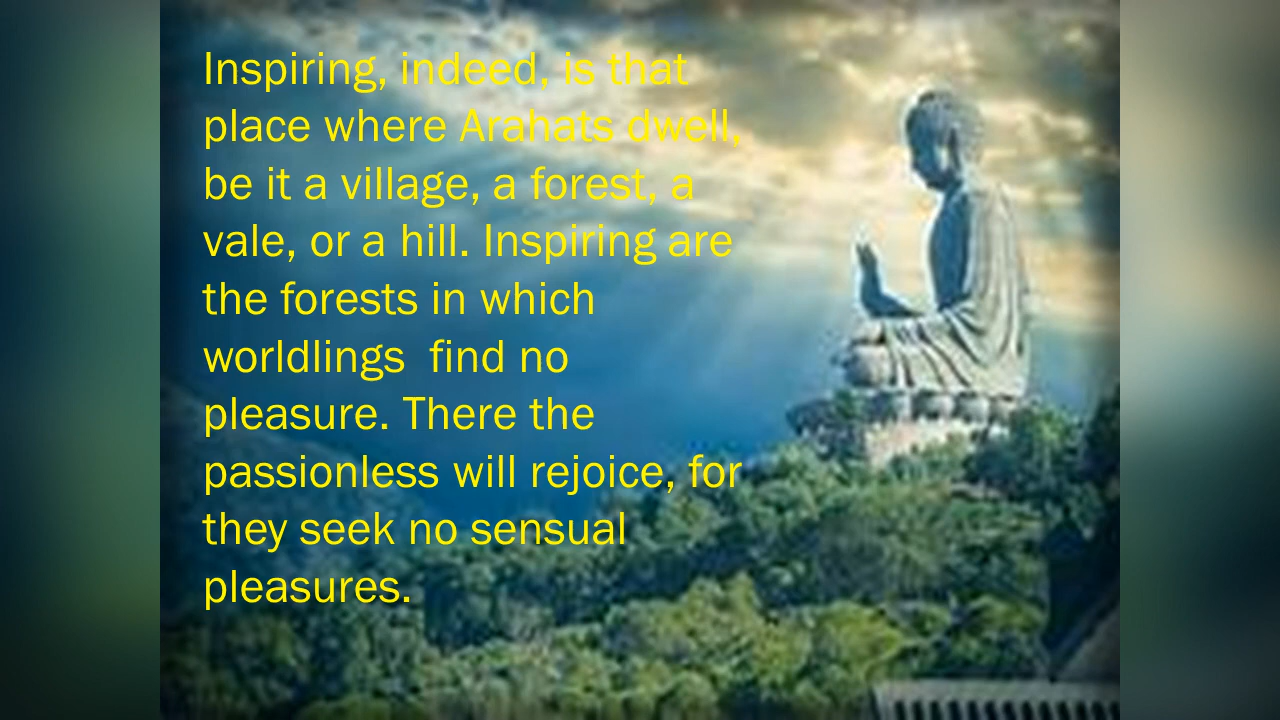 Inspiring, indeed, is that
place where Arahats dwell,
be it a village, a forest, a
vale, or a hill. Inspiring are
the forests in which
worldlings  find no
pleasure. There the
passionless will rejoice, for
they seek no sensual
pleasures.